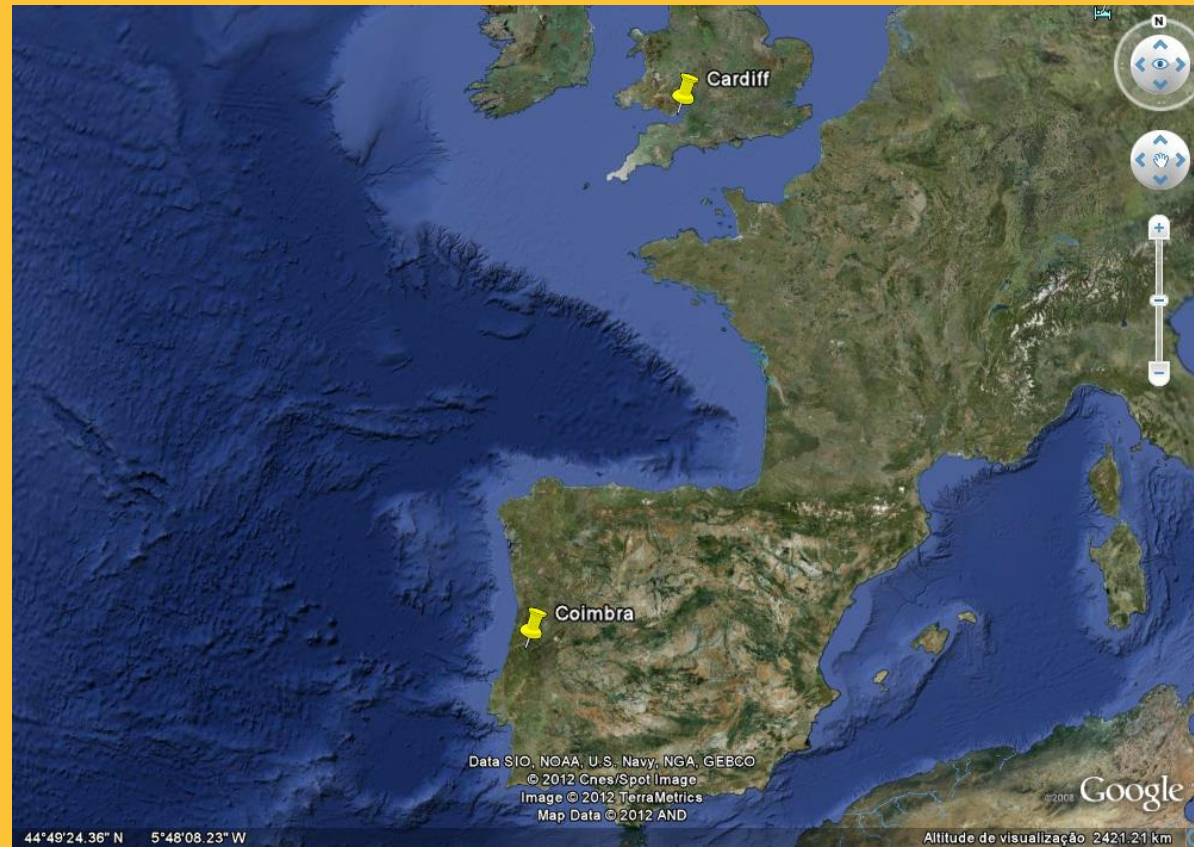 N
Cardiff
Coimbra
Data SIO, NOAA, U.S. Navy, NGA, GEBCO
© 2012 Cnes/Spot Image
Image © 2012 TerraMetrics
Map Data © 2012 AND
©2008 Google
44°49'24.36" N 5°48'08.23" W
Altitude de visualização 2421.21 km